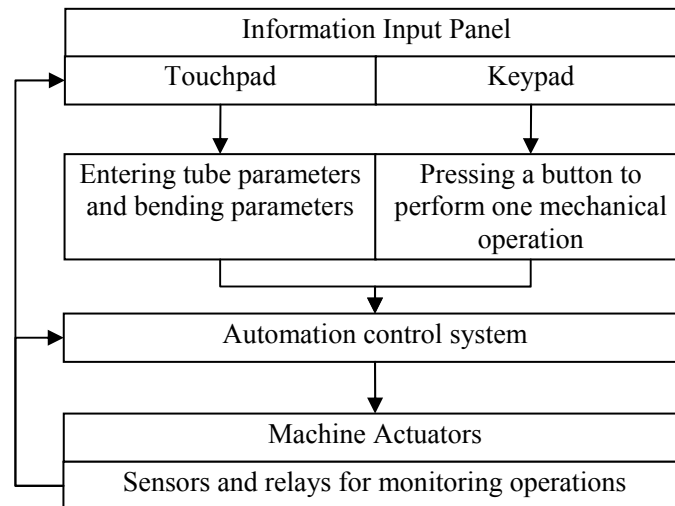 Information Input Panel
Touchpad
Keypad
Entering tube parameters
and bending parameters
Pressing a button to
perform one mechanical
operation
Automation control system
Machine Actuators
Sensors and relays for monitoring operations